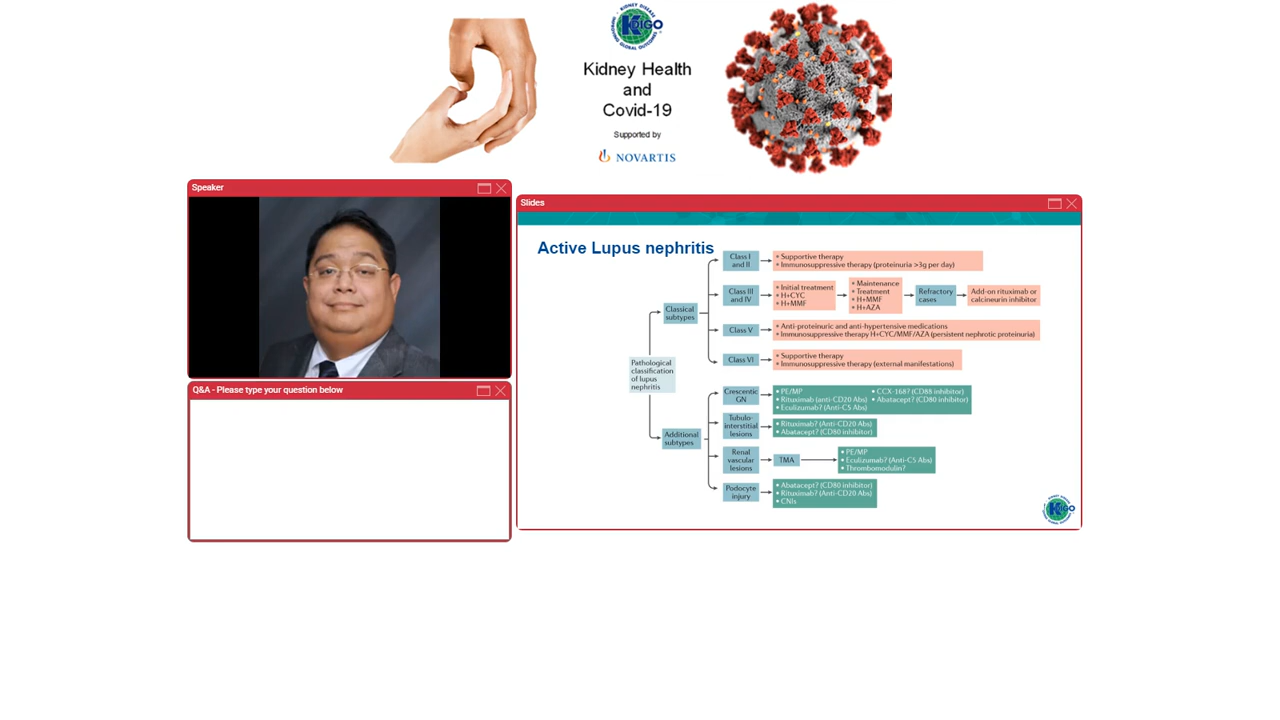 KDIGO
KIDNEY DISEASE
IMPROVING GLOBAL OUTCOMES
Kidney Health
and
Covid-19
Supported by
NOVARTIS
Speaker
Q&A - Please type your question below
Slides
Active Lupus nephritis
Pathological
classification
of lupus
nephritis
Classical
subtypes
Class I
and II
• Supportive therapy
• Immunosuppressive therapy (proteinuria >3g per day)
Class III
and IV
• Initial treatment
• H+CYC
• H+MMF
• Maintenance
• Treatment
• H+MMF
• H+AZA
Refractory
cases
Add-on rituximab or
calcineurin inhibitor
Class V
• Anti-proteinuric and anti-hypertensive medications
• Immunosuppressive therapy H+CYC/MMF/AZA (persistent nephrotic proteinuria)
Class VI
• Supportive therapy
• Immunosuppressive therapy (external manifestations)
Additional
subtypes
Crescentic
GN
• PE/MP
• Rituximab (anti-CD20 Abs)
• Eculizumab? (Anti-C5 Abs)
• CCX-168? (CD88 inhibitor)
• Abatacept? (CD80 inhibitor)
Tubulo-
interstitial
lesions
• Rituximab? (Anti-CD20 Abs)
• Abatacept? (CD80 inhibitor)
Renal
vascular
lesions
TMA
• PE/MP
• Eculizumab? (Anti-C5 Abs)
• Thrombomodulin?
Podocyte
injury
• Abatacept? (CD80 inhibitor)
• Rituximab? (Anti-CD20 Abs)
• CNIs
KDIGO